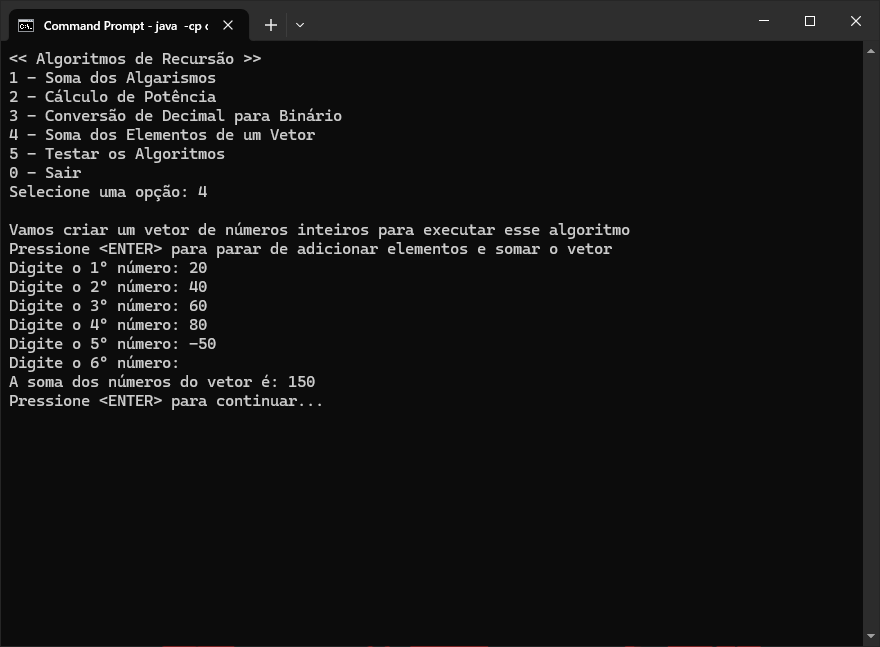 Command Prompt - java -cp c
<< Algoritmos de Recursão >>
1 - Soma dos Algarismos
2 - Cálculo de Potência
3 - Conversão de Decimal para Binário
4 - Soma dos Elementos de um Vetor
5 - Testar os Algoritmos
0 - Sair
Selecione uma opção: 4
Vamos criar um vetor de números inteiros para executar esse algoritmo
Pressione <ENTER> para parar de adicionar elementos e somar o vetor
Digite o 1° número: 20
Digite o 2° número: 40
Digite o 3° número: 60
Digite o 4° número: 80
Digite o 5° número: -50
Digite o 6° número:
A soma dos números do vetor é: 150
Pressione <ENTER> para continuar...